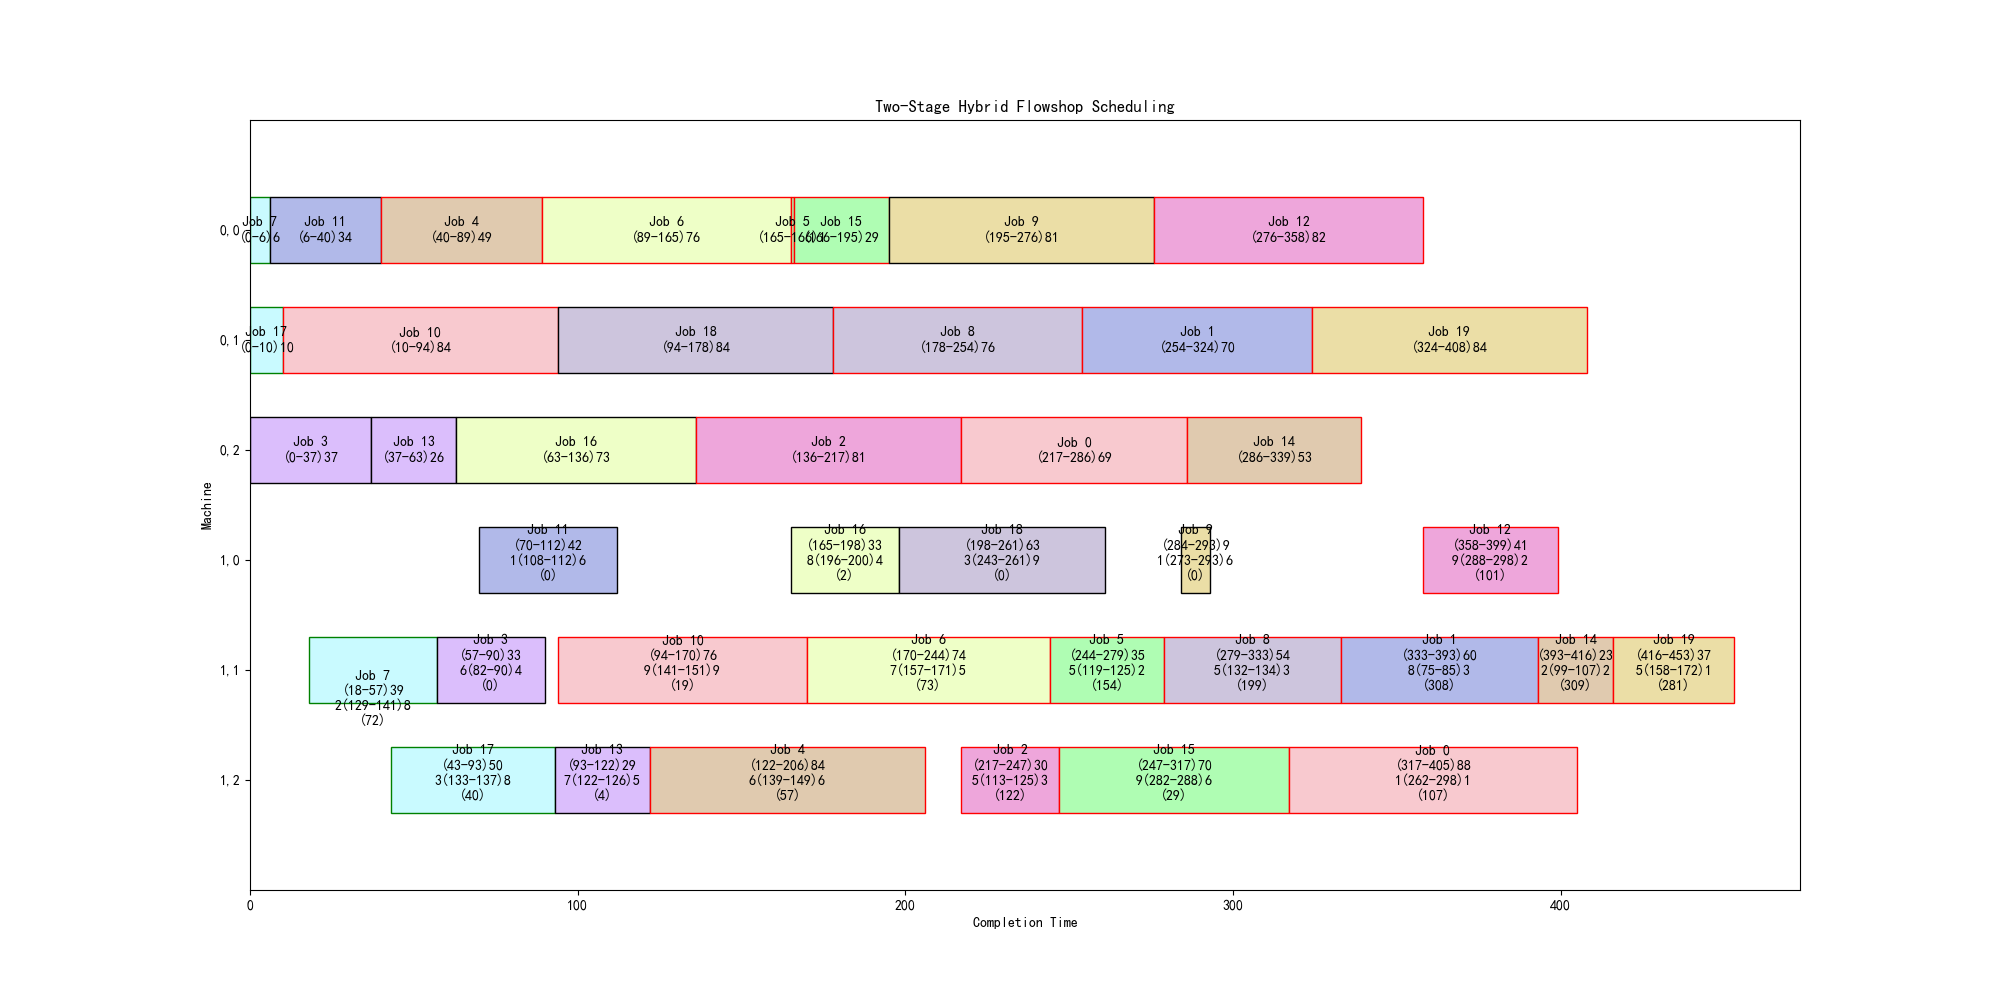 Two-Stage Hybrid Flowshop Scheduling
Machine
0,0
Job 7
(0-6)6
Job 11
(6-40)34
Job 4
(40-89)49
Job 6
(89-165)76
Job 5
(165-166)1
Job 15
(166-195)29
Job 9
(195-276)81
Job 12
(276-358)82
0,1
Job 17
(0-10)10
Job 10
(10-94)84
Job 18
(94-178)84
Job 8
(178-254)76
Job 1
(254-324)70
Job 19
(324-408)84
0,2
Job 3
(0-37)37
Job 13
(37-63)26
Job 16
(63-136)73
Job 2
(136-217)81
Job 0
(217-286)69
Job 14
(286-339)53
1,0
Job 11
(70-112)42
1(108-112)6
(0)
Job 16
(165-198)33
8(196-200)4
(2)
Job 18
(198-261)63
3(243-261)9
(0)
Job 9
(284-293)9
1(273-293)6
(0)
Job 12
(358-399)41
9(288-298)2
(101)
1,1
Job 7
(18-57)39
2(129-141)8
(72)
Job 3
(57-90)33
6(82-90)4
(0)
Job 10
(94-170)76
9(141-151)9
(19)
Job 6
(170-244)74
7(157-171)5
(73)
Job 5
(244-279)35
5(119-125)2
(154)
Job 8
(279-333)54
5(132-134)3
(199)
Job 1
(333-393)60
8(75-85)3
(308)
Job 14
(393-416)23
2(99-107)2
(309)
Job 19
(416-453)37
5(158-172)1
(281)
1,2
Job 17
(43-93)50
3(133-137)8
(40)
Job 13
(93-122)29
7(122-126)5
(4)
Job 4
(122-206)84
6(139-149)6
(57)
Job 2
(217-247)30
5(113-125)3
(122)
Job 15
(247-317)70
9(282-288)6
(29)
Job 0
(317-405)88
1(262-298)1
(107)
0
100
200
300
400
Completion Time